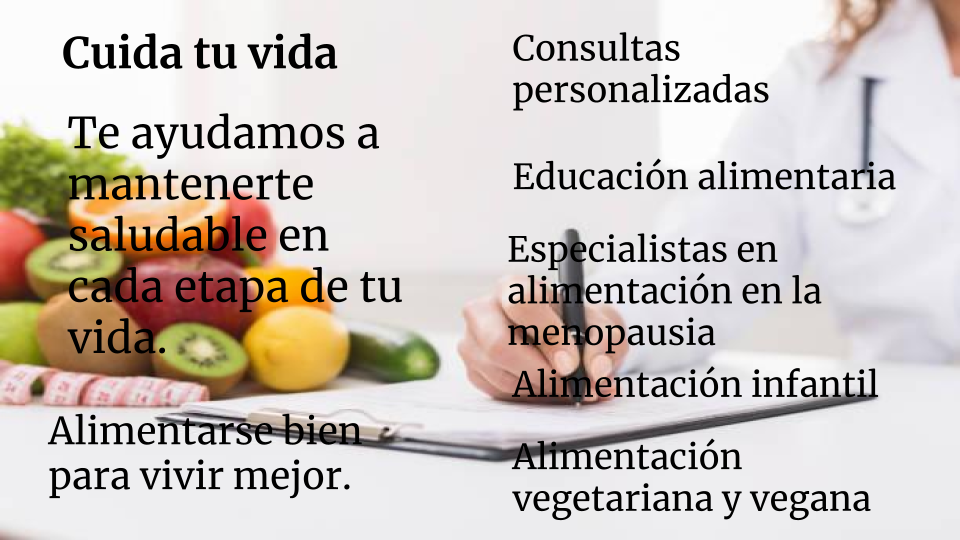 Cuida tu vida
Te ayudamos a
mantenerte
saludable en
cada etapa de tu
vida.
Alimentarse bien
para vivir mejor.
Consultas
personalizadas
Educación alimentaria
Especialistas en
alimentación en la
menopausia
Alimentación infantil
Alimentación
vegetariana y vegana